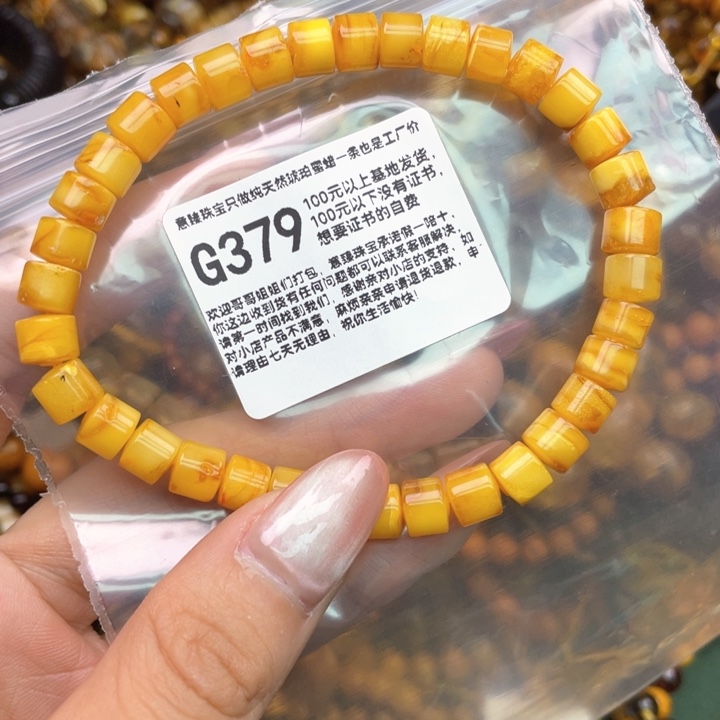 意臻珠宝只做纯天然琥珀蜜蜡一条也是工厂价
G379
100元以上基地发货，
100元以下没有证书，
想要证书的自费
欢迎哥哥姐姐们打包，意臻珠宝承诺假一赔十，
你这边收到货有任何问题都可以联系客服解决，
请第一时间找到我们，感谢亲对小店的支持，如
对小店产品不满意，麻烦亲亲申请退货退款，申
请理由七天无理由，祝你生活愉快！